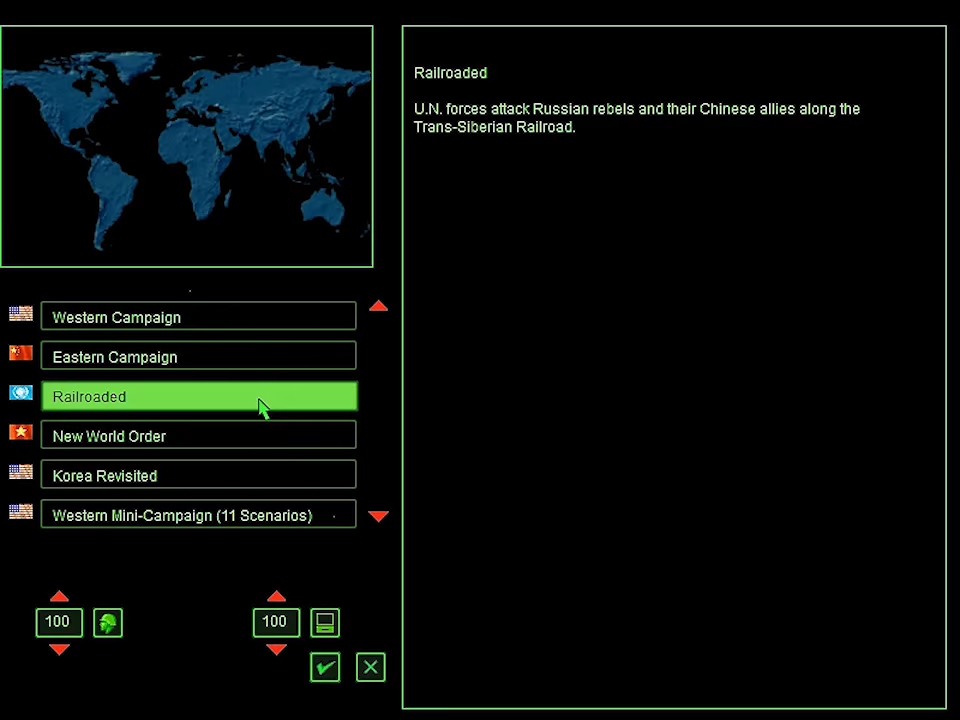 Railroaded
U.N. forces attack Russian rebels and their Chinese allies along the
Trans-Siberian Railroad.
Western Campaign
Eastern Campaign
Railroaded
New World Order
Korea Revisited
Western Mini-Campaign (11 Scenarios)
100
100